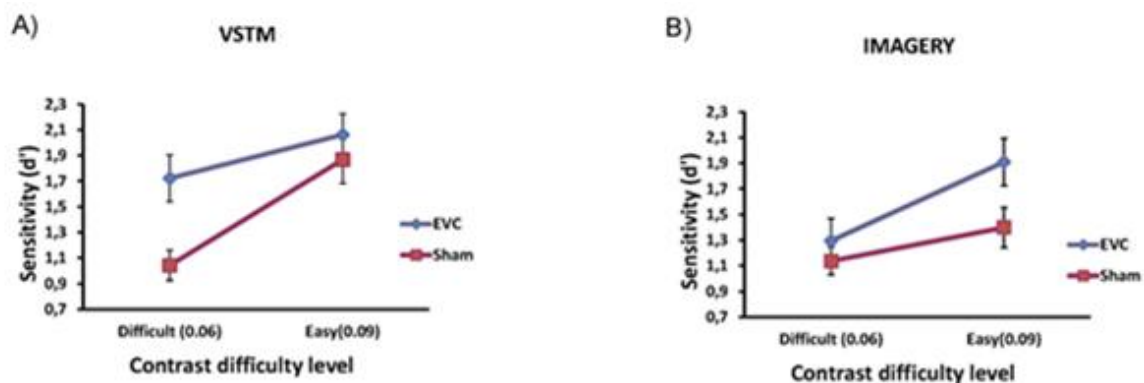 A)
VSTM
Sensitivity (d')
2,3
2,1
1,9
1,7
1,5
1,3
1,1
0,9
0,7
EVC
Sham
Difficult (0.06)
Easy(0.09)
Contrast difficulty level
B)
IMAGERY
Sensitivity (d')
2,3
2,1
1,9
1,7
1,5
1,3
1,1
0,9
0,7
EVC
Sham
Difficult (0.06)
Easy(0.09)
Contrast difficulty level